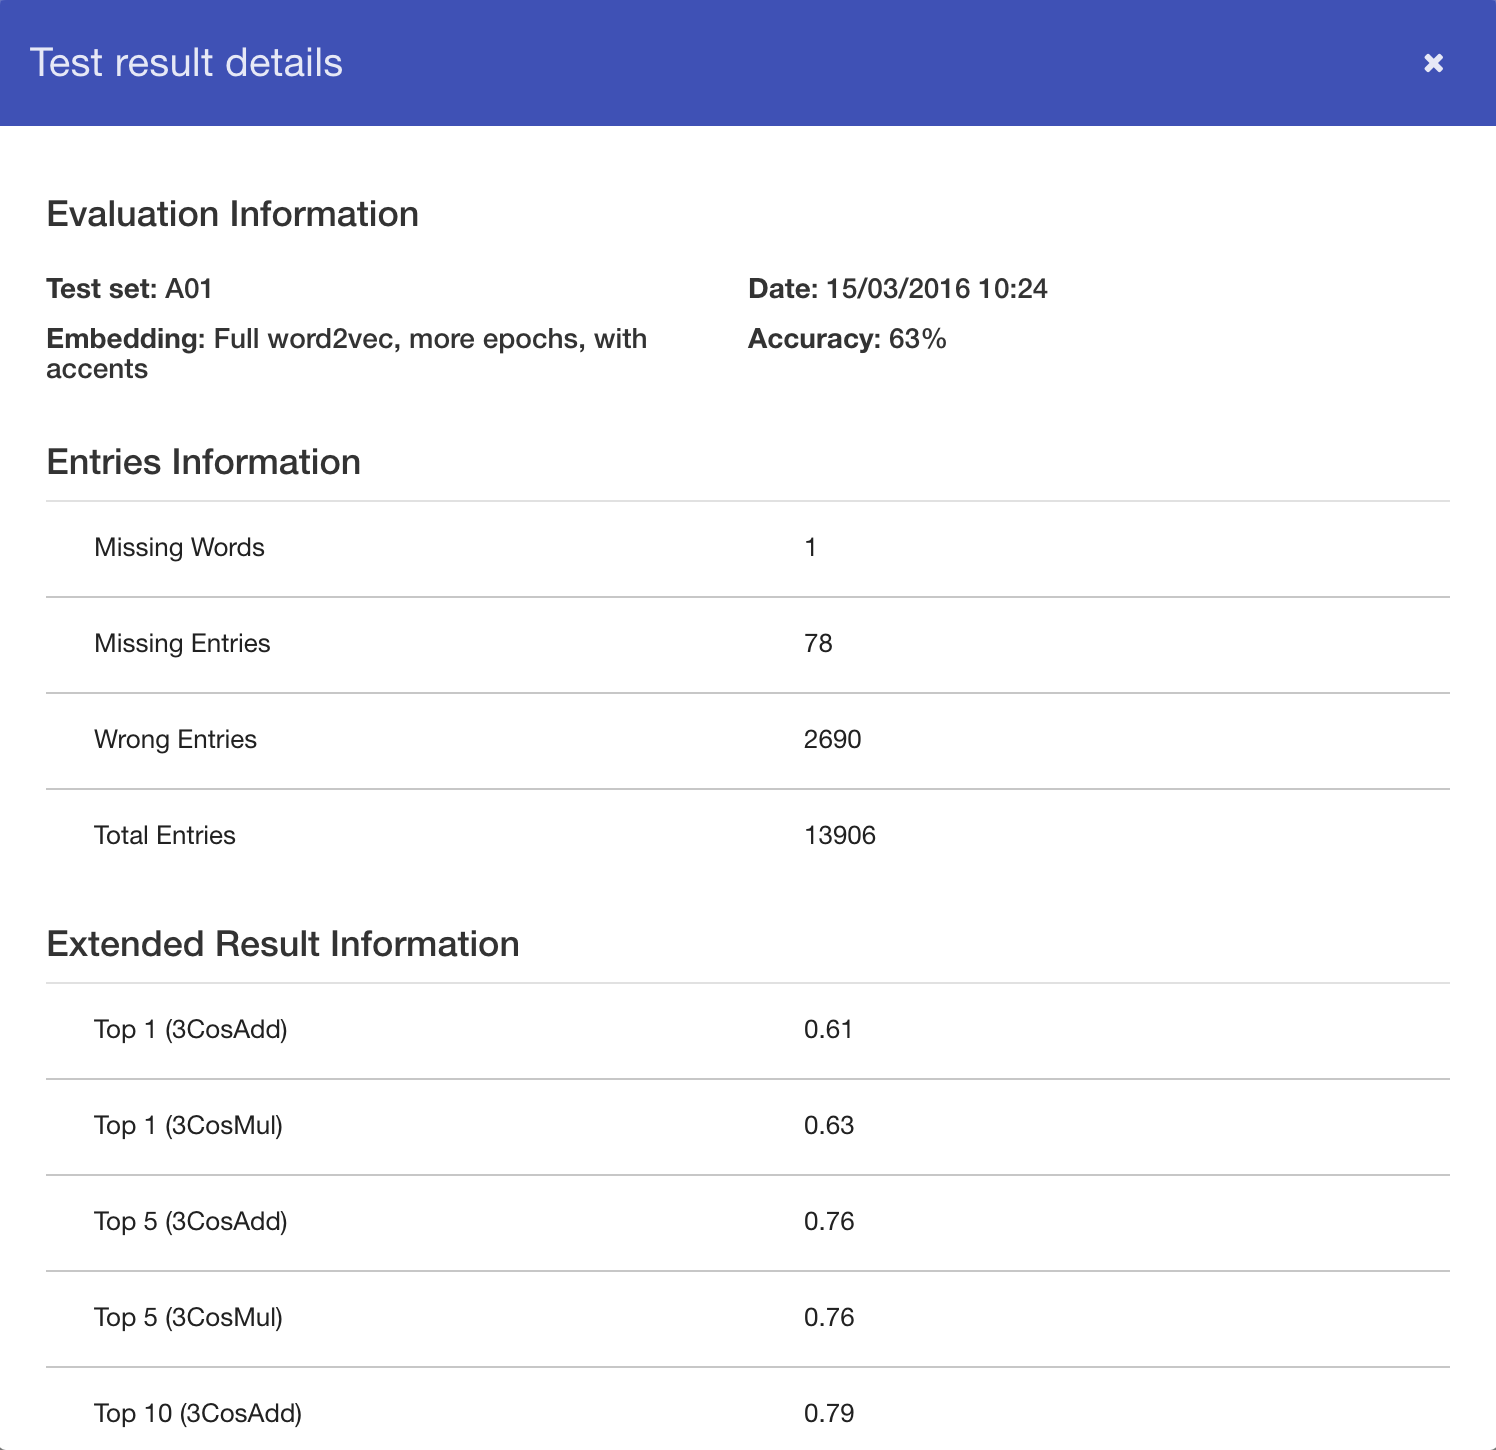 Test result details
Evaluation Information
Test set: A01
Date: 15/03/2016 10:24
Embedding: Full word2vec, more epochs, with
accents
Accuracy: 63%
Entries Information
Missing Words 1
Missing Entries 78
Wrong Entries 2690
Total Entries 13906
Extended Result Information
Top 1 (3CosAdd) 0.61
Top 1 (3CosMul) 0.63
Top 5 (3CosAdd) 0.76
Top 5 (3CosMul) 0.76
Top 10 (3CosAdd) 0.79